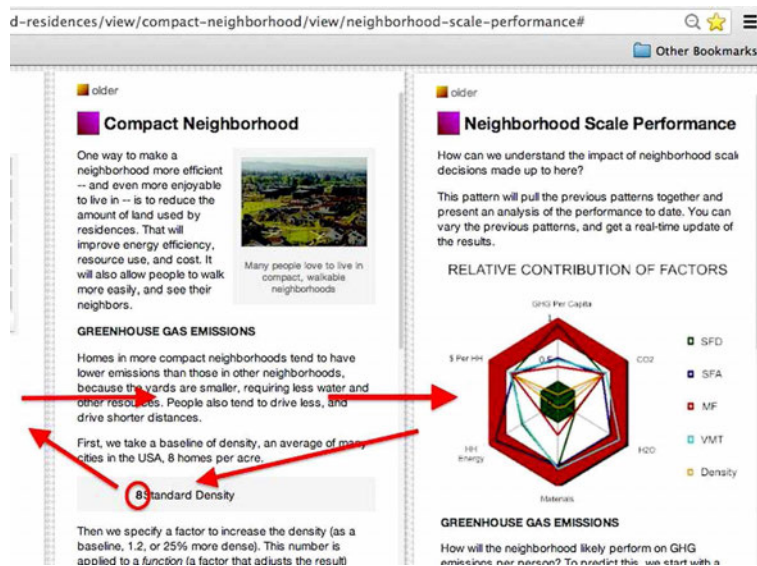 d-residences/view/compact-neighborhood/view/neighborhood-scale-performance#
Other Bookmarks
older
Compact Neighborhood
One way to make a
neighborhood more efficient
-- and even more enjoyable
to live in -- is to reduce the
amount of land used by
residences. That will
improve energy efficiency,
resource use, and cost. It
will also allow people to walk
more easily, and see their
neighbors.
Many people love to live in
compact, walkable
neighborhoods
GREENHOUSE GAS EMISSIONS
Homes in more compact neighborhoods tend to have
lower emissions than those in other neighborhoods,
because the yards are smaller, requiring less water and
other resources. People also tend to drive less, and
drive shorter distances.
First, we take a baseline of density, an average of many
cities in the USA, 8 homes per acre.
8 Standard Density
Then we specify a factor to increase the density (as a
baseline, 1.2, or 25% more dense). This number is
applied to a function (a factor that adjusts the result)
older
Neighborhood Scale Performance
How can we understand the impact of neighborhood scale
decisions made up to here?
This pattern will pull the previous patterns together and
present an analysis of the performance to date. You can
vary the previous patterns, and get a real-time update of
the results.
RELATIVE CONTRIBUTION OF FACTORS
GHG Per Capita
1
0.5
$ Per HH
CO2
HH
Energy
H2O
Materials
SFD
SFA
MF
VMT
Density
GREENHOUSE GAS EMISSIONS
How will the neighborhood likely perform on GHG
emissions per person? To predict this, we start with a